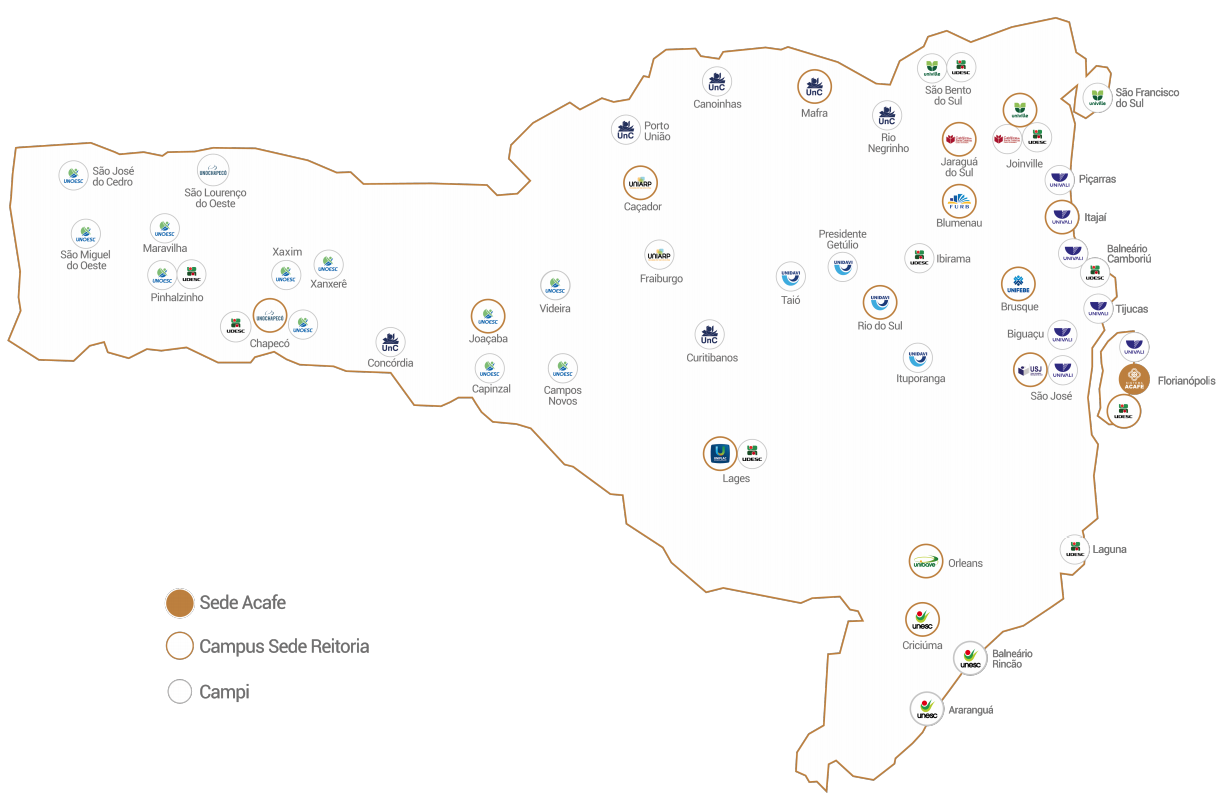 UnC
Canoinhas
UnC
Mafra
univille
UDESC
São Bento
do Sul
univille
São Francisco
do Sul
UnC
Porto
União
UnC
Rio
Negrinho
Jaraguá
do Sul
univille
UDESC
Joinville
UNOESC
São José
do Cedro
UNOCHAPECÓ
São Lourenço
do Oeste
UNIARP
Caçador
UNIVALI
Piçarras
FURB
Blumenau
UNIVALI
Itajaí
UNOESC
São Miguel
do Oeste
UNOESC
Maravilha
UNOESC
UDESC
Pinhalzinho
Xaxim
UNOESC
UNOESC
Xanxerê
UNIARP
Fraiburgo
Presidente
Getúlio
UNIDAVI
UNIDAVI
Taió
UDESC
Ibirama
UNIVALI
UDESC
Balneário
Camboriú
UNOESC
Videira
UNIDAVI
Rio do Sul
UNIFEBE
Brusque
UNIVALI
Tijucas
UDESC
UNOCHAPECÓ
UNOESC
Chapecó
UNOESC
Joaçaba
UnC
Concórdia
UnC
Curitibanos
Biguaçu
UNIVALI
UNIVALI
UNOESC
Capinzal
UNOESC
Campos
Novos
UNIDAVI
Ituporanga
USJ
UNIVALI
São José
ACAFE
Florianópolis
UDESC
UNIPLAC
UDESC
Lages
UDESC
Laguna
unibave
Orleans
Sede Acafe
unesc
Criciúma
Campus Sede Reitoria
unesc
Balneário
Rincão
Campi
unesc
Araranguá